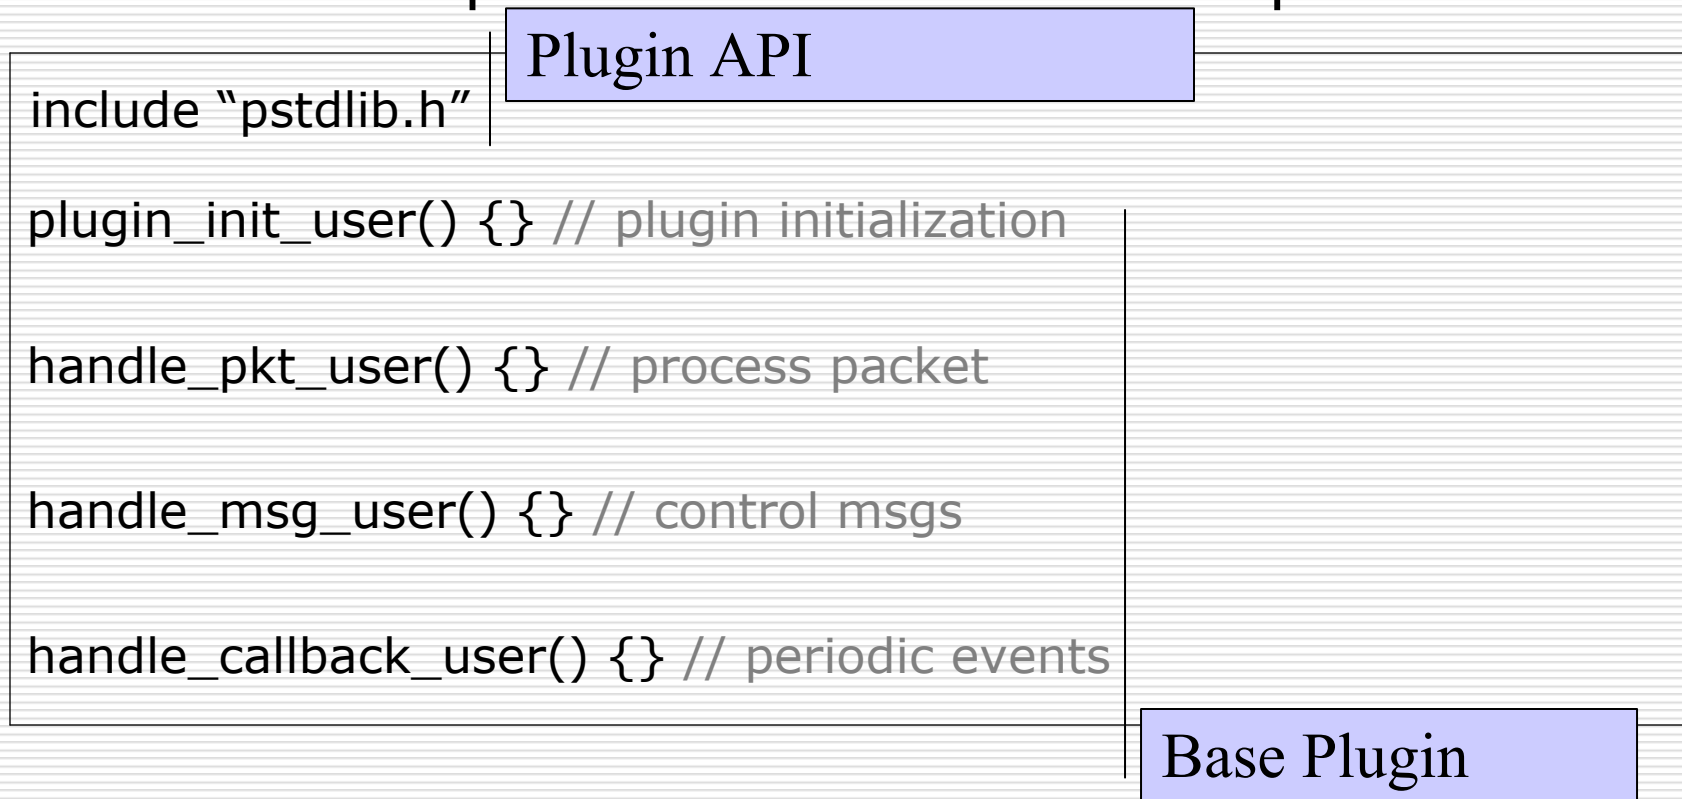 Plugin API
include “pstdlib.h”
plugin_init_user() {} // plugin initialization
handle_pkt_user() {} // process packet
handle_msg_user() {} // control msgs
handle_callback_user() {} // periodic events
Base Plugin